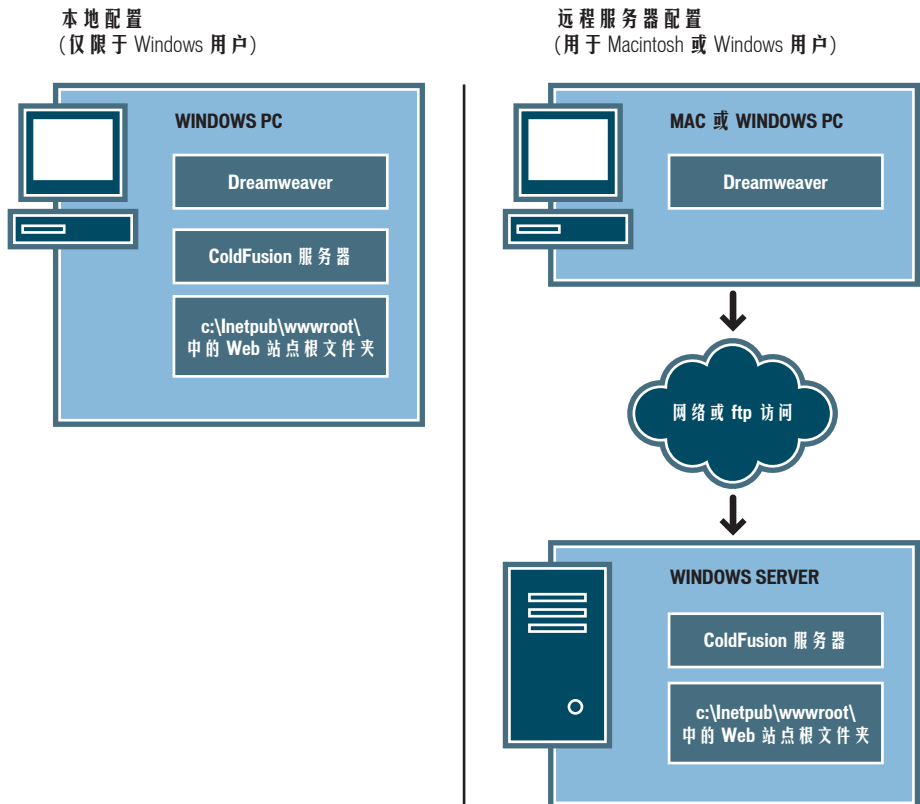 本地配置
(仅限于 Windows 用户)
WINDOWS PC
Dreamweaver
ColdFusion 服务器
c:\Inetpub\wwwroot\
中的 Web 站点根文件夹
远程服务器配置
(用于 Macintosh 或 Windows 用户)
MAC 或 WINDOWS PC
Dreamweaver
网络或 ftp 访问
WINDOWS SERVER
ColdFusion 服务器
c:\Inetpub\wwwroot\
中的 Web 站点根文件夹